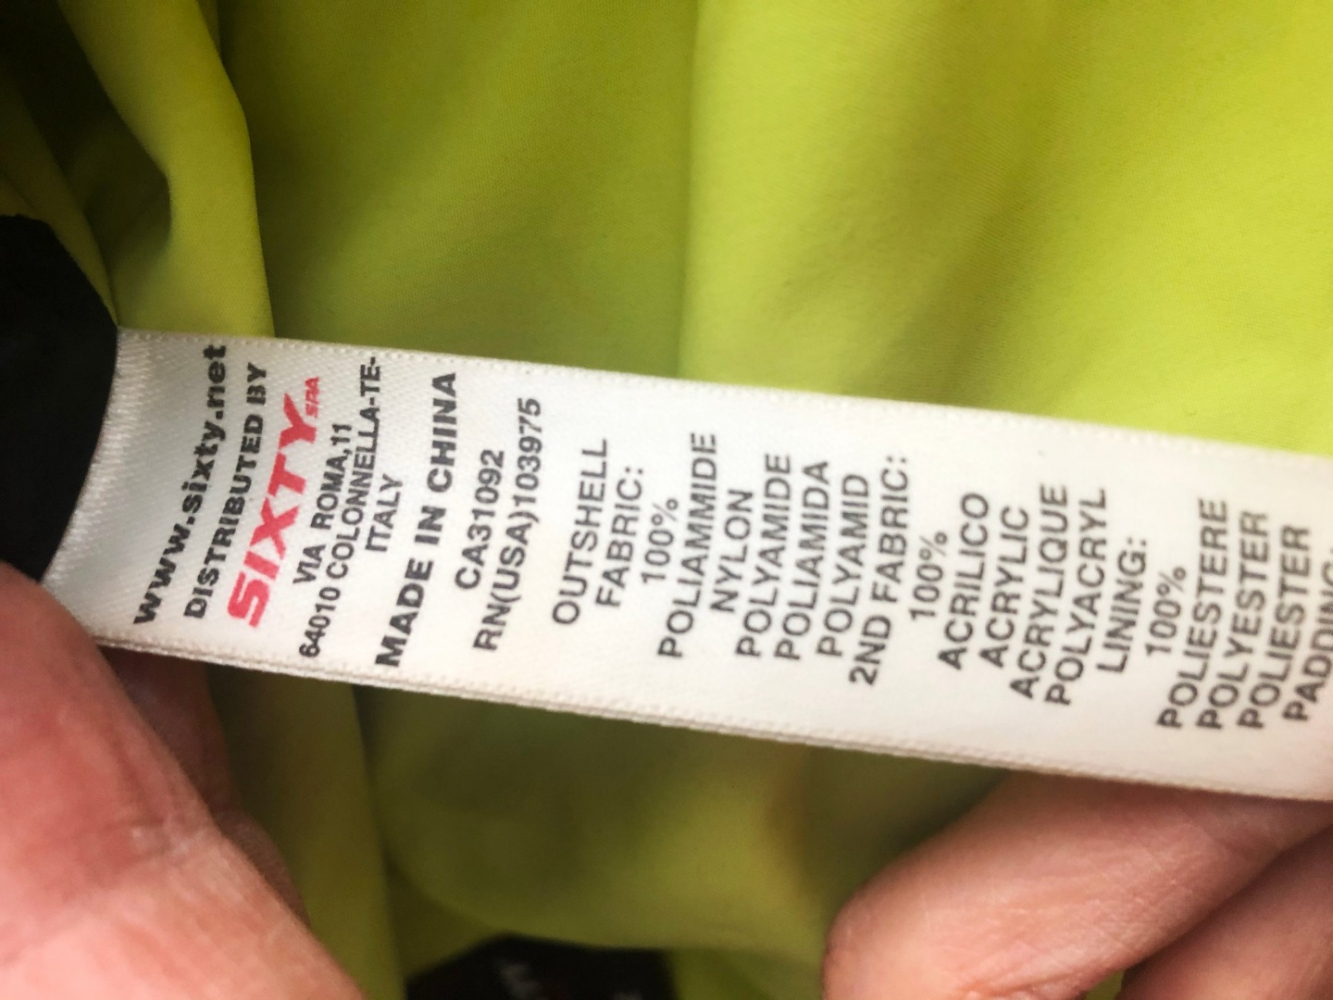 www.sixty.net
DISTRIBUTED BY
SIXTY SPA
VIA ROMA,11
64010 COLONNELLA-TE-
ITALY
MADE IN CHINA
CA31092
RN(USA)103975
OUTSHELL
FABRIC:
100%
POLIAMMIDE
NYLON
POLYAMIDE
POLIAMIDA
POLYAMID
2ND FABRIC:
100%
ACRILICO
ACRYLIC
ACRYLIQUE
POLYACRYL
LINING:
100%
POLIESTERE
POLYESTER
POLIESTER
PADDING: